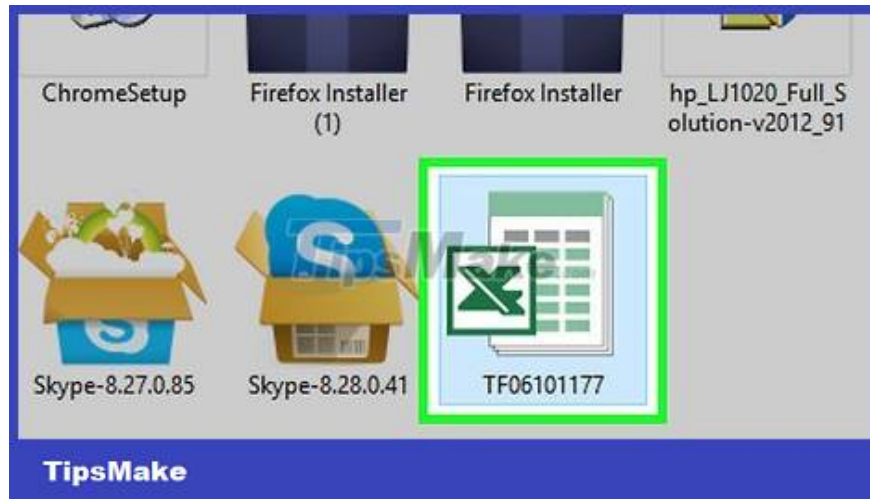 ChromeSetup
Firefox Installer
(1)
Firefox Installer
hp_LJ1020_Full_S
olution-v2012_91
TipsMake.com
Skype-8.27.0.85
Skype-8.28.0.41
TF06101177
TipsMake